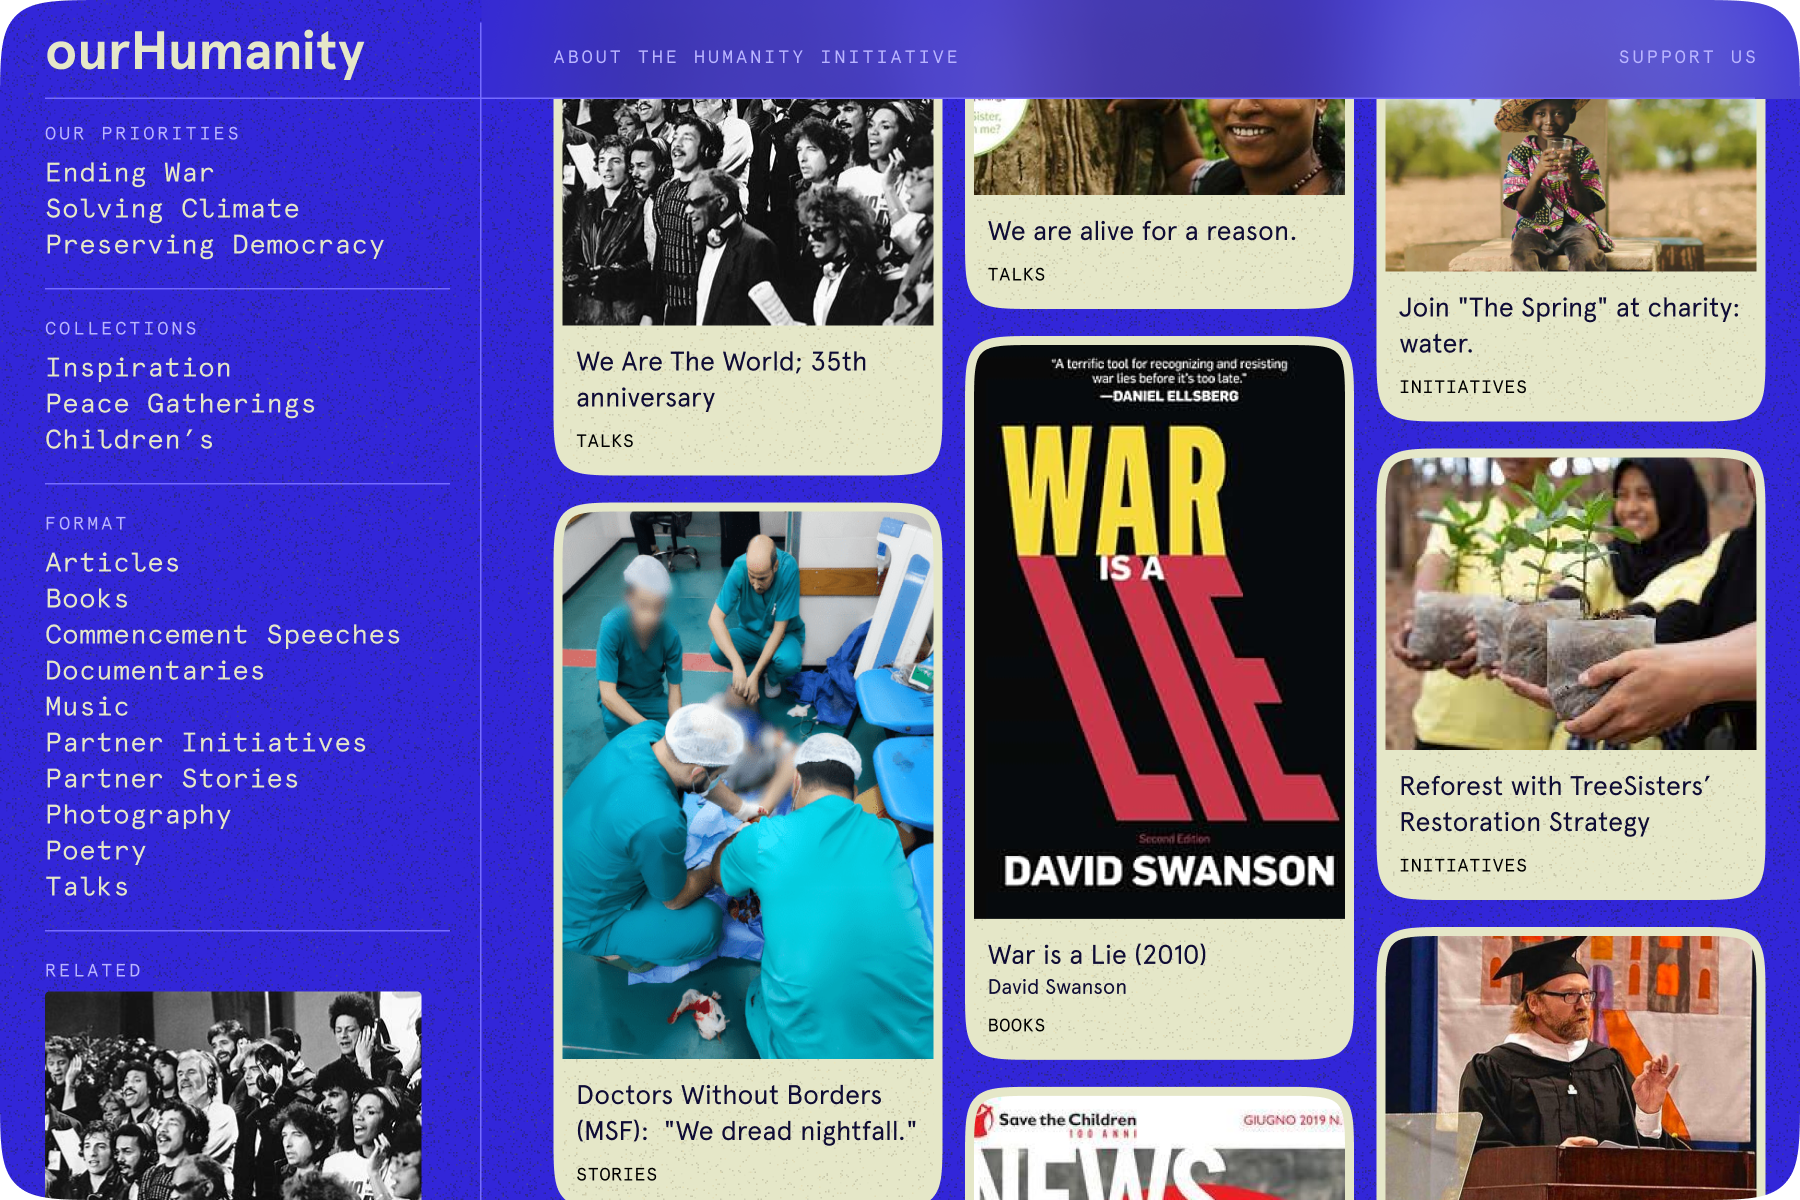 ourHumanity
ABOUT THE HUMANITY INITIATIVE
SUPPORT US
OUR PRIORITIES
Ending War
Solving Climate
Preserving Democracy
COLLECTIONS
Inspiration
Peace Gatherings
Children’s
FORMAT
Articles
Books
Commencement Speeches
Documentaries
Music
Partner Initiatives
Partner Stories
Photography
Poetry
Talks
RELATED
We Are The World; 35th
anniversary
TALKS
Doctors Without Borders
(MSF): "We dread nightfall."
STORIES
sister,
me?
We are alive for a reason.
TALKS
"A terrific tool for recognizing and resisting
war lies before it's too late."
—DANIEL ELLSBERG
WAR
IS A
LIE
Second Edition
DAVID SWANSON
War is a Lie (2010)
David Swanson
BOOKS
Save the Children
100 ANNI
GIUGNO 2019 N.
NEWS
Join "The Spring" at charity:
water.
INITIATIVES
Reforest with TreeSisters’
Restoration Strategy
INITIATIVES